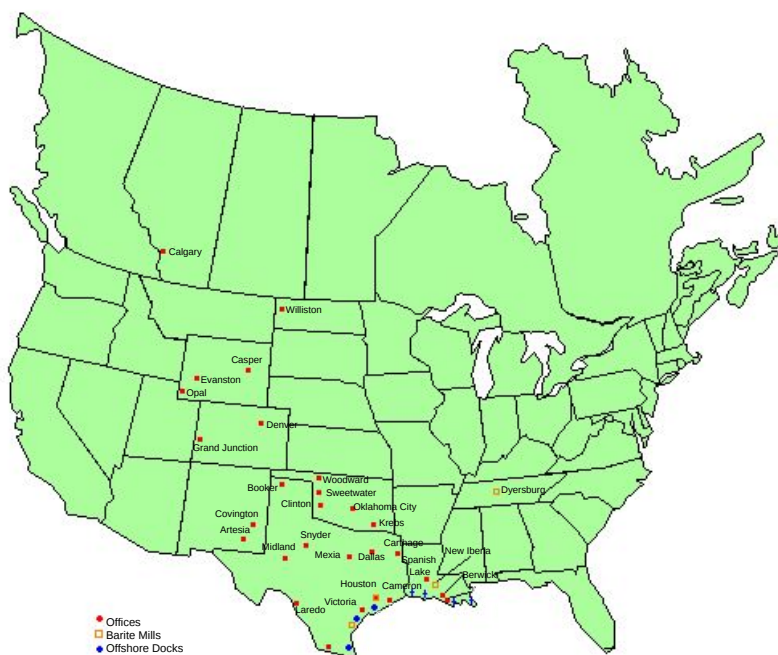 Calgary
Williston
Casper
Evanston
Opal
Denver
Grand Junction
Woodward
Booker
Sweetwater
Dyersburg
Clinton
Oklahoma City
Covington
Krebs
Artesia
Snyder
Carthage
Midland
New Iberia
Mexia
Dallas
Spanish
Lake
Berwick
Houston
Cameron
Victoria
Laredo
Offices
Barite Mills
Offshore Docks